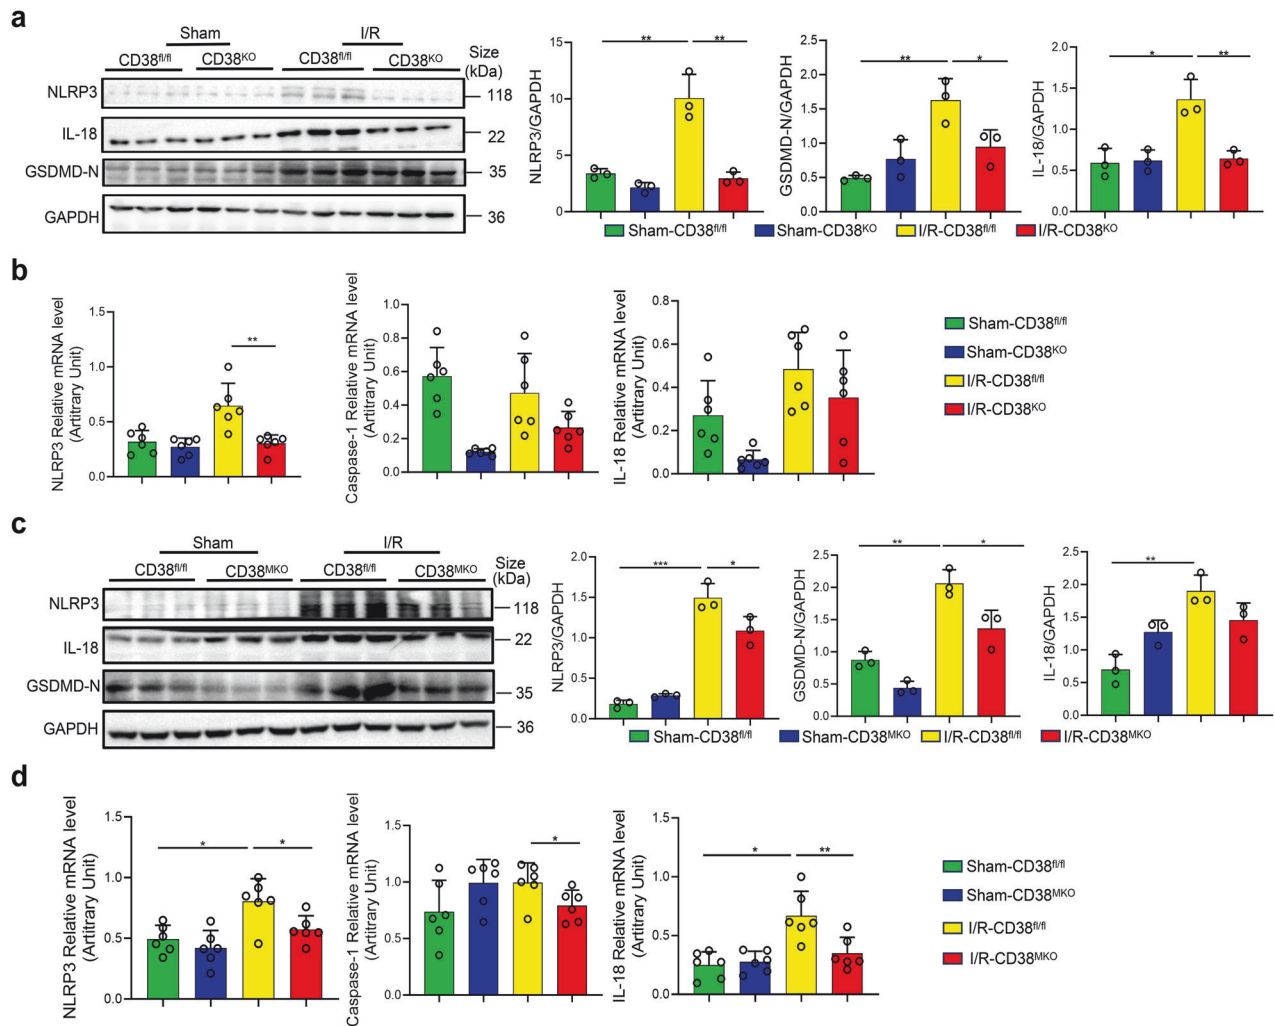 a
Sham
I/R
CD38fl/fl
CD38KO
CD38fl/fl
CD38KO
Size
(kDa)
NLRP3
118
IL-18
22
GSDMD-N
35
GAPDH
36
NLRP3/GAPDH
15
10
5
0
**
**
GSDMD-N/GAPDH
2.5
2.0
1.5
1.0
0.5
0.0
**
*
IL-18/GAPDH
2.0
1.5
1.0
0.5
0.0
*
**
Sham-CD38fl/fl
Sham-CD38KO
I/R-CD38fl/fl
I/R-CD38KO
b
NLRP3 Relative mRNA level
(Artitrary Unit)
1.5
1.0
0.5
0.0
**
Caspase-1 Relative mRNA level
(Artitrary Unit)
1.0
0.8
0.6
0.4
0.2
0.0
IL-18 Relative mRNA level
(Artitrary Unit)
0.8
0.6
0.4
0.2
0.0
Sham-CD38fl/fl
Sham-CD38KO
I/R-CD38fl/fl
I/R-CD38KO
c
Sham
I/R
CD38fl/fl
CD38MKO
CD38fl/fl
CD38MKO
Size
(kDa)
NLRP3
118
IL-18
22
GSDMD-N
35
GAPDH
36
NLRP3/GAPDH
2.0
1.5
1.0
0.5
0.0
***
*
GSDMD-N/GAPDH
2.5
2.0
1.5
1.0
0.5
0.0
**
*
IL-18/GAPDH
2.5
2.0
1.5
1.0
0.5
0.0
**
Sham-CD38fl/fl
Sham-CD38MKO
I/R-CD38fl/fl
I/R-CD38MKO
d
NLRP3 Relative mRNA level
(Artitrary Unit)
1.5
1.0
0.5
0.0
*
*
Caspase-1 Relative mRNA level
(Artitrary Unit)
1.5
1.0
0.5
0.0
*
IL-18 Relative mRNA level
(Artitrary Unit)
1.5
1.0
0.5
0.0
*
**
Sham-CD38fl/fl
Sham-CD38MKO
I/R-CD38fl/fl
I/R-CD38MKO